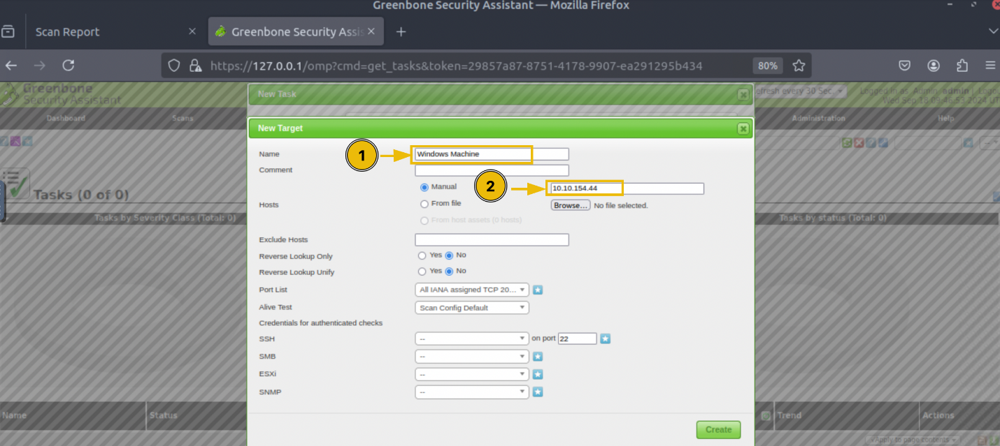 Greenbone Security Assistant — Mozilla Firefox
Scan Report × Greenbone Security Assis × +
https://127.0.0.1/omp?cmd=get_tasks&token=29857a87-8751-4178-9907-ea291295b434 80%
Greenbone
Security Assistant
New Task
efresh every 30 Sec.
Logged in as Admin admin | Logou
Wed Sep 18 09:46:53 2024 UT
Dashboard Scans Administration Help
New Target
Name 1 Windows Machine
Comment
Hosts
Manual 2 10.10.154.44
From file Browse... No file selected.
From host assets (0 hosts)
Tasks (0 of 0)
Tasks by Severity Class (Total: 0)
Tasks by status (Total: 0)
Exclude Hosts
Reverse Lookup Only Yes No
Reverse Lookup Unify Yes No
Port List All IANA assigned TCP 20...
Alive Test Scan Config Default
Credentials for authenticated checks
SSH -- on port 22
SMB --
ESXi --
SNMP --
Name Status Trend Actions
Create
√Apply to page contents